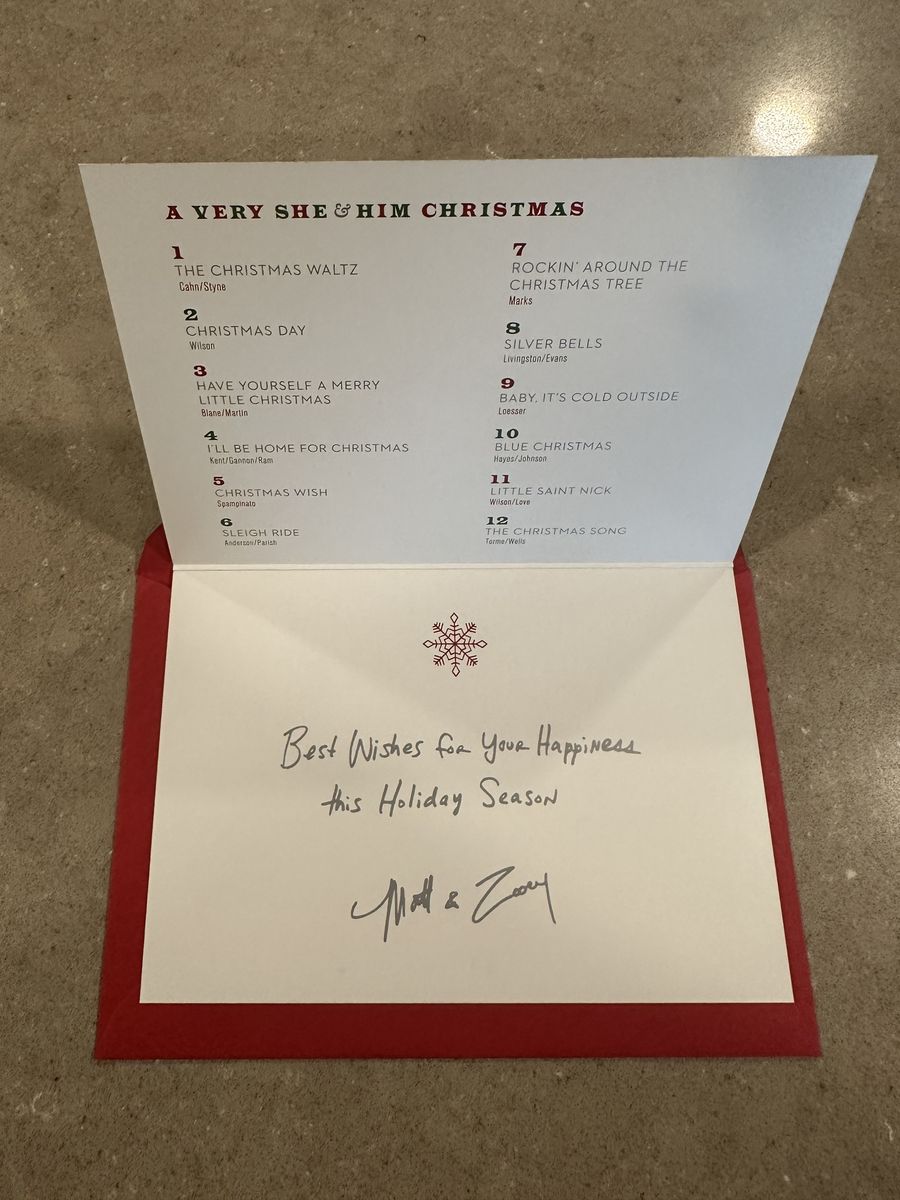 A VERY SHE & HIM CHRISTMAS
1
THE CHRISTMAS WALTZ
Cahn/Styne
2
CHRISTMAS DAY
Wilson
3
HAVE YOURSELF A MERRY
LITTLE CHRISTMAS
Blane/Martin
4
I'LL BE HOME FOR CHRISTMAS
Kent/Gannon/Ram
5
CHRISTMAS WISH
Spampinato
6
SLEIGH RIDE
Anderson/Parish
7
ROCKIN' AROUND THE
CHRISTMAS TREE
Marks
8
SILVER BELLS
Livingston/Evans
9
BABY, IT'S COLD OUTSIDE
Loesser
10
BLUE CHRISTMAS
Hayes/Johnson
11
LITTLE SAINT NICK
Wilson/Love
12
THE CHRISTMAS SONG
Torme/Wells
Best Wishes for Your Happiness
this Holiday Season
Matt & Zooey